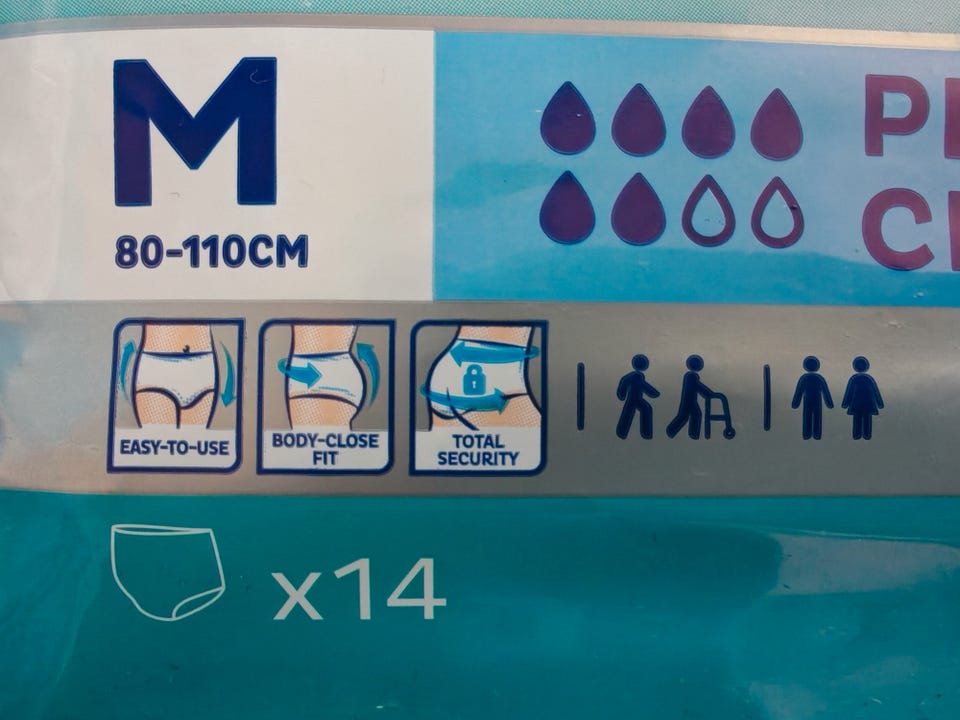 M
80-110CM
EASY-TO-USE
BODY-CLOSE
FIT
TOTAL
SECURITY
x14